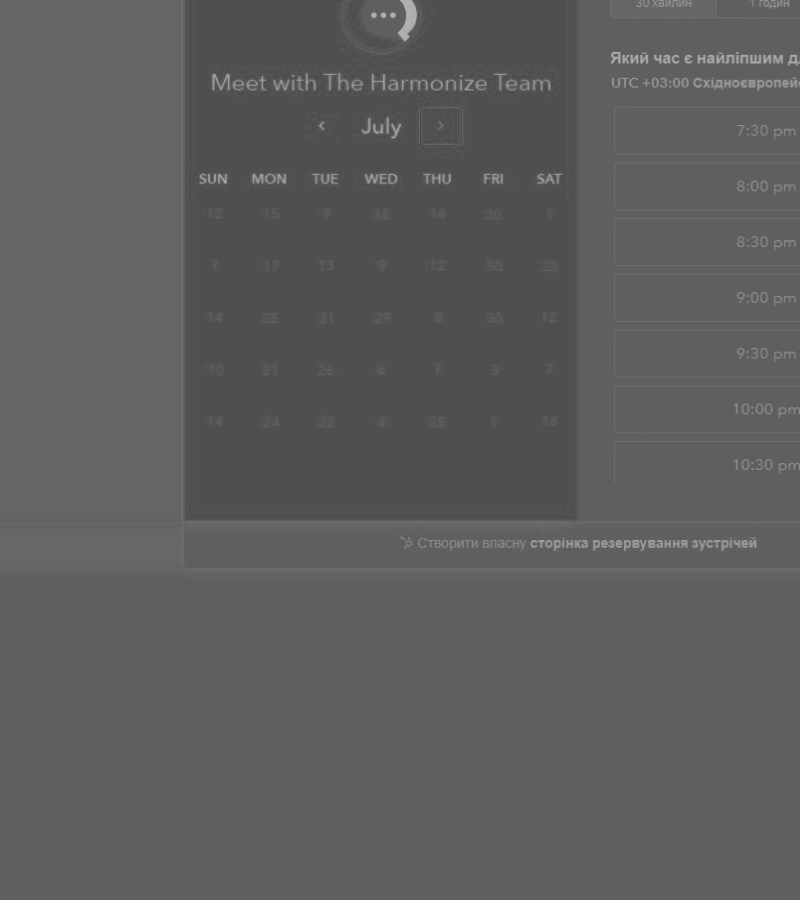 30 хвилин 1 годин
Який час є найліпшим
UTC +03:00
Meet with The Harmonize Team
July
SUN MON TUE WED THU FRI SAT
12 15 9 18 14 20 1
7 17 13 9 12 30 22
14 28 31 29 8 30 12
10 21 26 6 7 3 7
14 24 22 4 25 1 16
7:30 pm
8:00 pm
8:30 pm
9:00 pm
9:30 pm
10:00 pm
10:30 pm
Створити власну сторінка резервування зустрічей